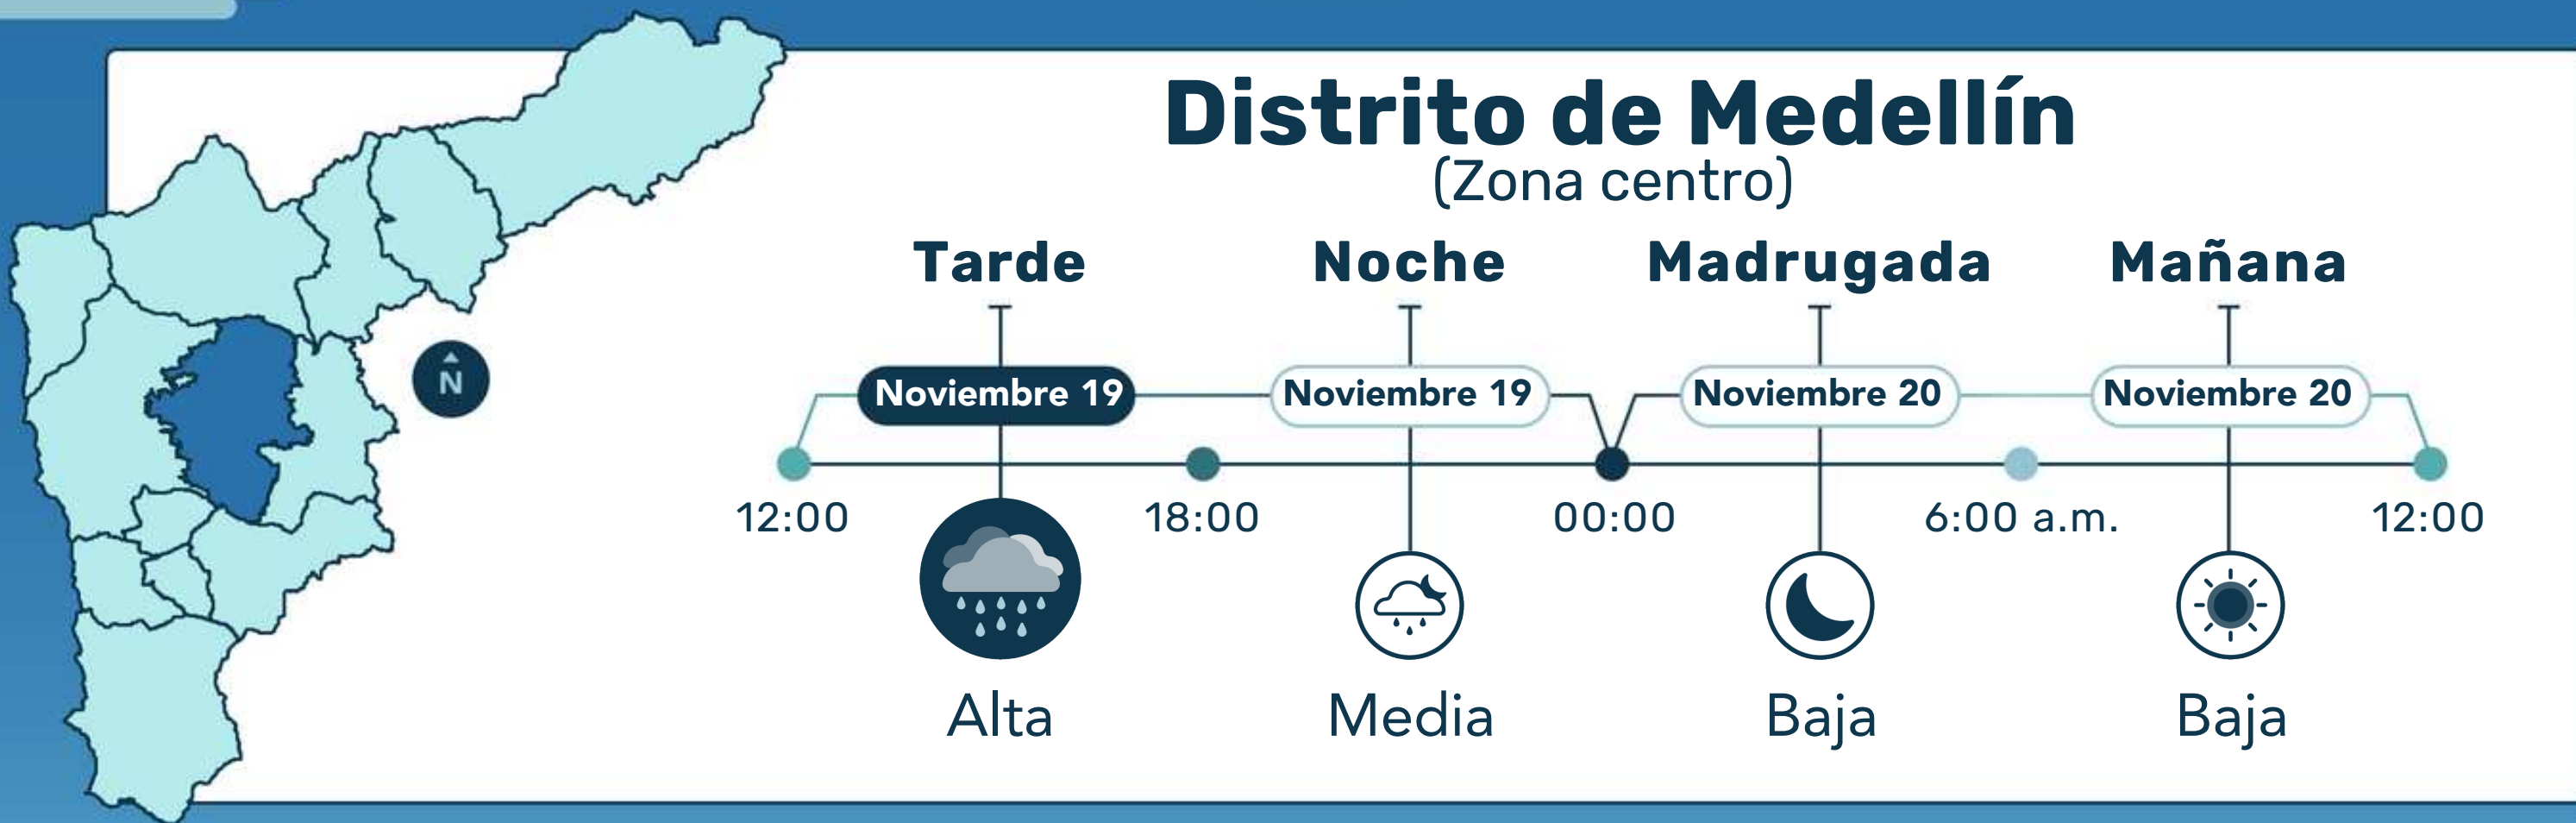 Distrito de Medellín
(Zona centro)
Tarde Noche Madrugada Mañana
N
Noviembre 19 Noviembre 19 Noviembre 20 Noviembre 20
12:00 18:00 00:00 6:00 a.m. 12:00
Alta Media Baja Baja